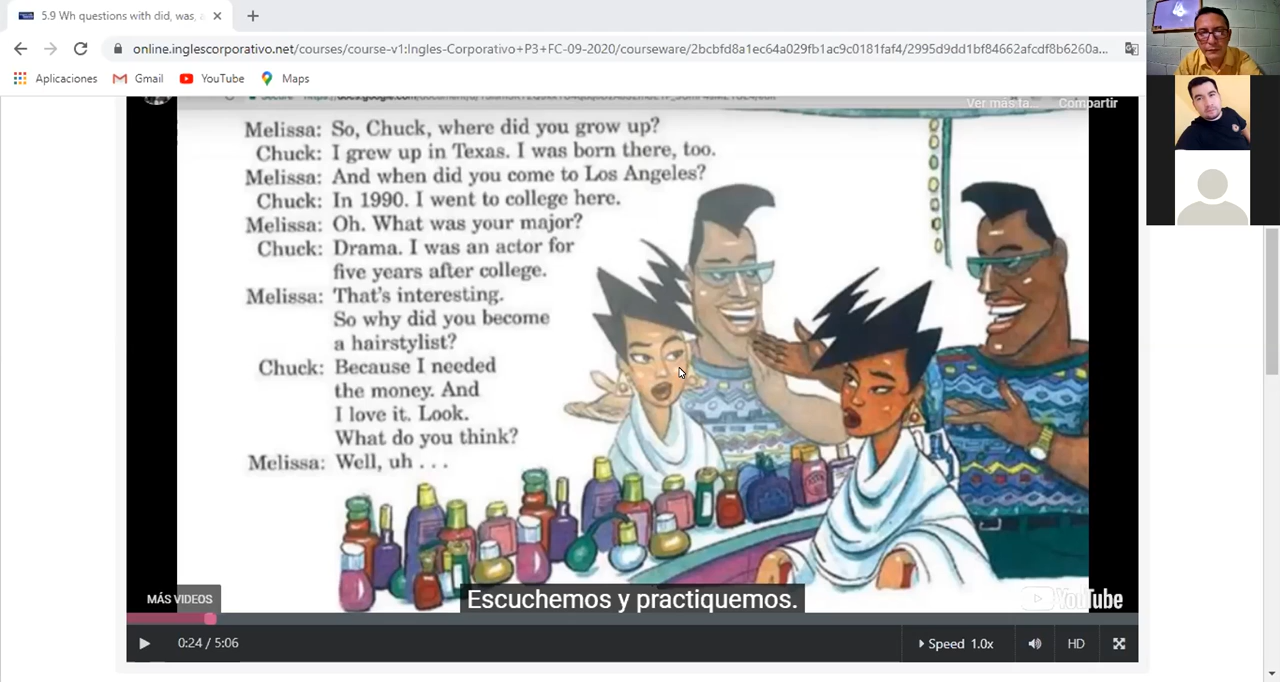 5.9 Wh questions with did, was,
online.inglescorporativo.net/courses/course-v1:Ingles-Corporativo+P3+FC-09-2020/courseware/2bcbfd8a1ec64a029fb1ac9c0181faf4/2995d9dd1bf84662afcdf8b6260a...
Aplicaciones Gmail YouTube Maps
Ver más ta... Compartir
Melissa: So, Chuck, where did you grow up?
Chuck: I grew up in Texas. I was born there, too.
Melissa: And when did you come to Los Angeles?
Chuck: In 1990. I went to college here.
Melissa: Oh. What was your major?
Chuck: Drama. I was an actor for
five years after college.
Melissa: That's interesting.
So why did you become
a hairstylist?
Chuck: Because I needed
the money. And
I love it. Look.
What do you think?
Melissa: Well, uh . . .
MÁS VIDEOS
Escuchemos y practiquemos.
YouTube
0:24 / 5:06 Speed 1.0x HD